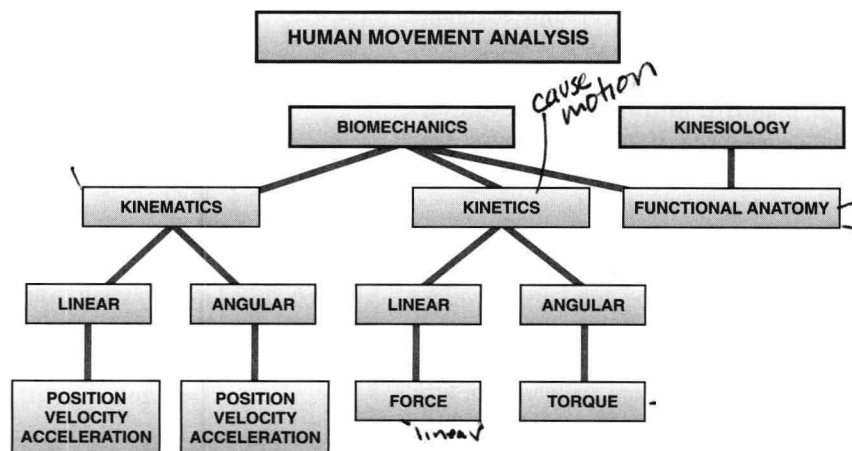 HUMAN MOVEMENT ANALYSIS
cause
motion
BIOMECHANICS
KINESIOLOGY
KINEMATICS
KINETICS
FUNCTIONAL ANATOMY
LINEAR
ANGULAR
LINEAR
ANGULAR
POSITION
VELOCITY
ACCELERATION
POSITION
VELOCITY
ACCELERATION
FORCE
TORQUE
linear